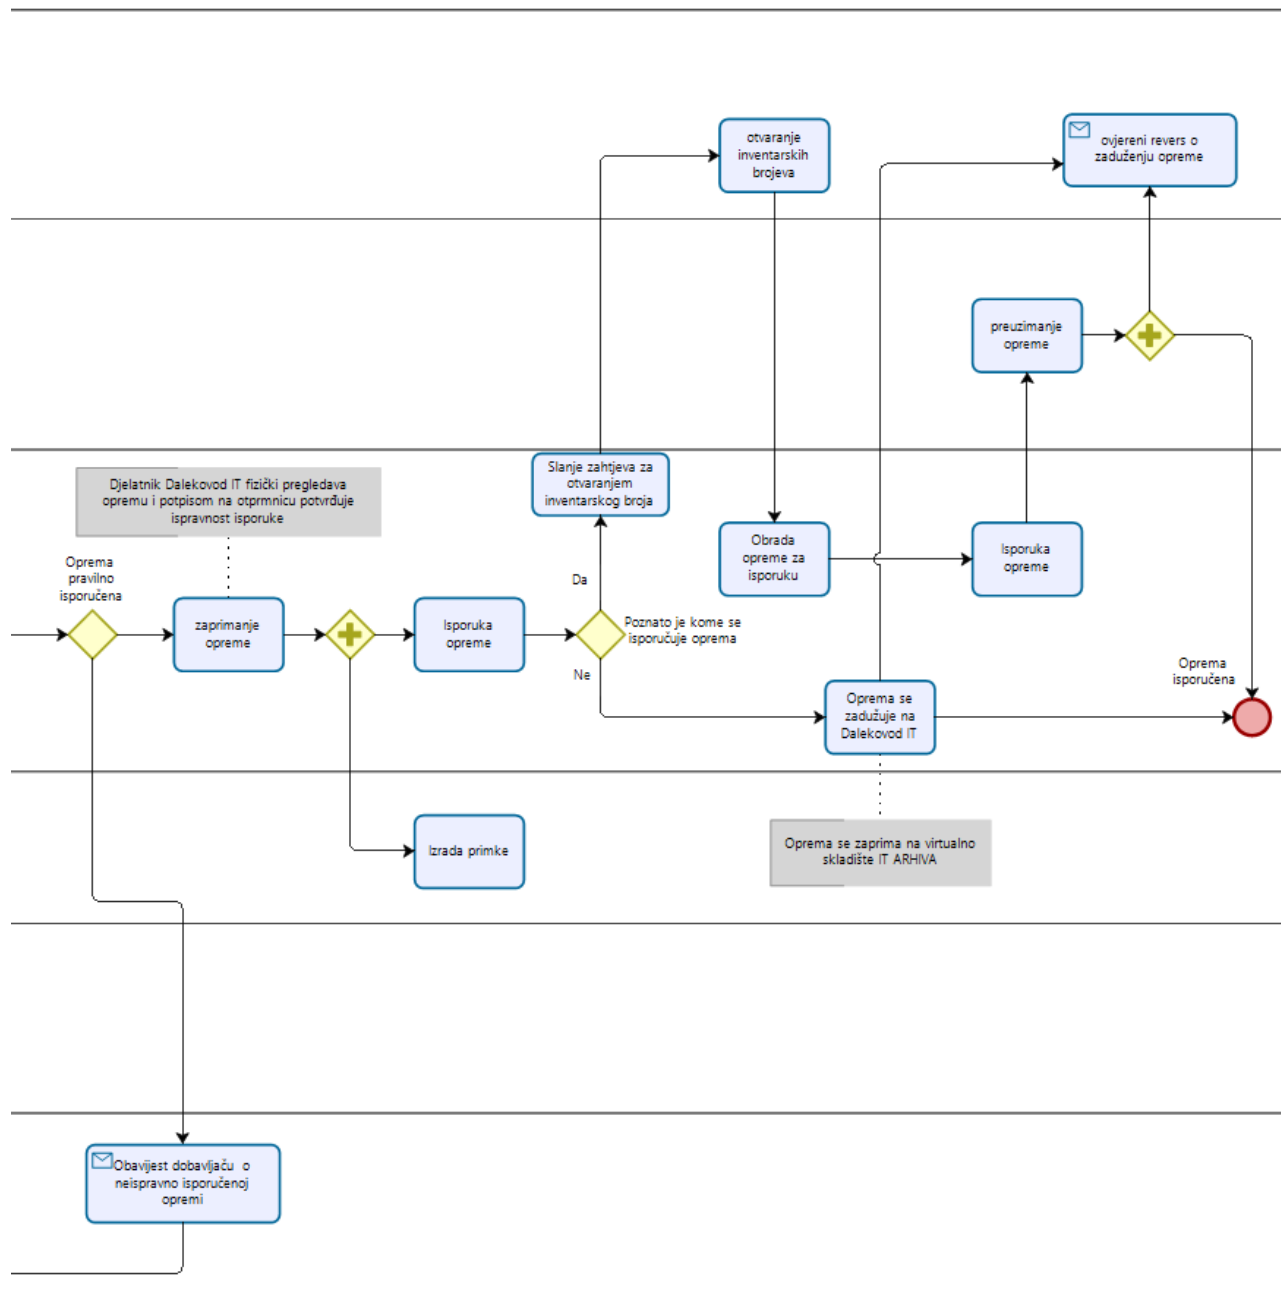 otvaranje
inventarskih
brojeva
ovjereni revers o
zaduženju opreme
preuzimanje
opreme
Slanje zahtjeva za
otvaranjem
inventarskog broja
Djelatnik Dalekovod IT fizički pregledava
opremu i potpisom na otprmnicu potvrđuje
ispravnost isporuke
Obrada
opreme za
isporuku
Isporuka
opreme
Oprema
pravilno
isporučena
Da
zaprimanje
opreme
Isporuka
opreme
Poznato je kome se
isporučuje oprema
Ne
Oprema
isporučena
Oprema se
zadužuje na
Dalekovod IT
Izrada primke
Oprema se zaprima na virtualno
skladište IT ARHIVA
Obavijest dobavljaču o
neispravno isporučenoj
opremi